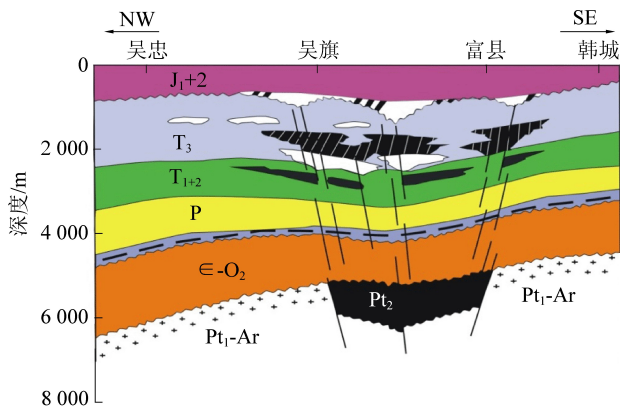 NW SE
吴忠 吴旗 富县 韩城
0
J₁+2
2 000
T₃
T₁₊₂
P
4 000
∈-O₂
Pt₂
Pt₁-Ar
6 000
Pt₁-Ar
8 000
深度/m